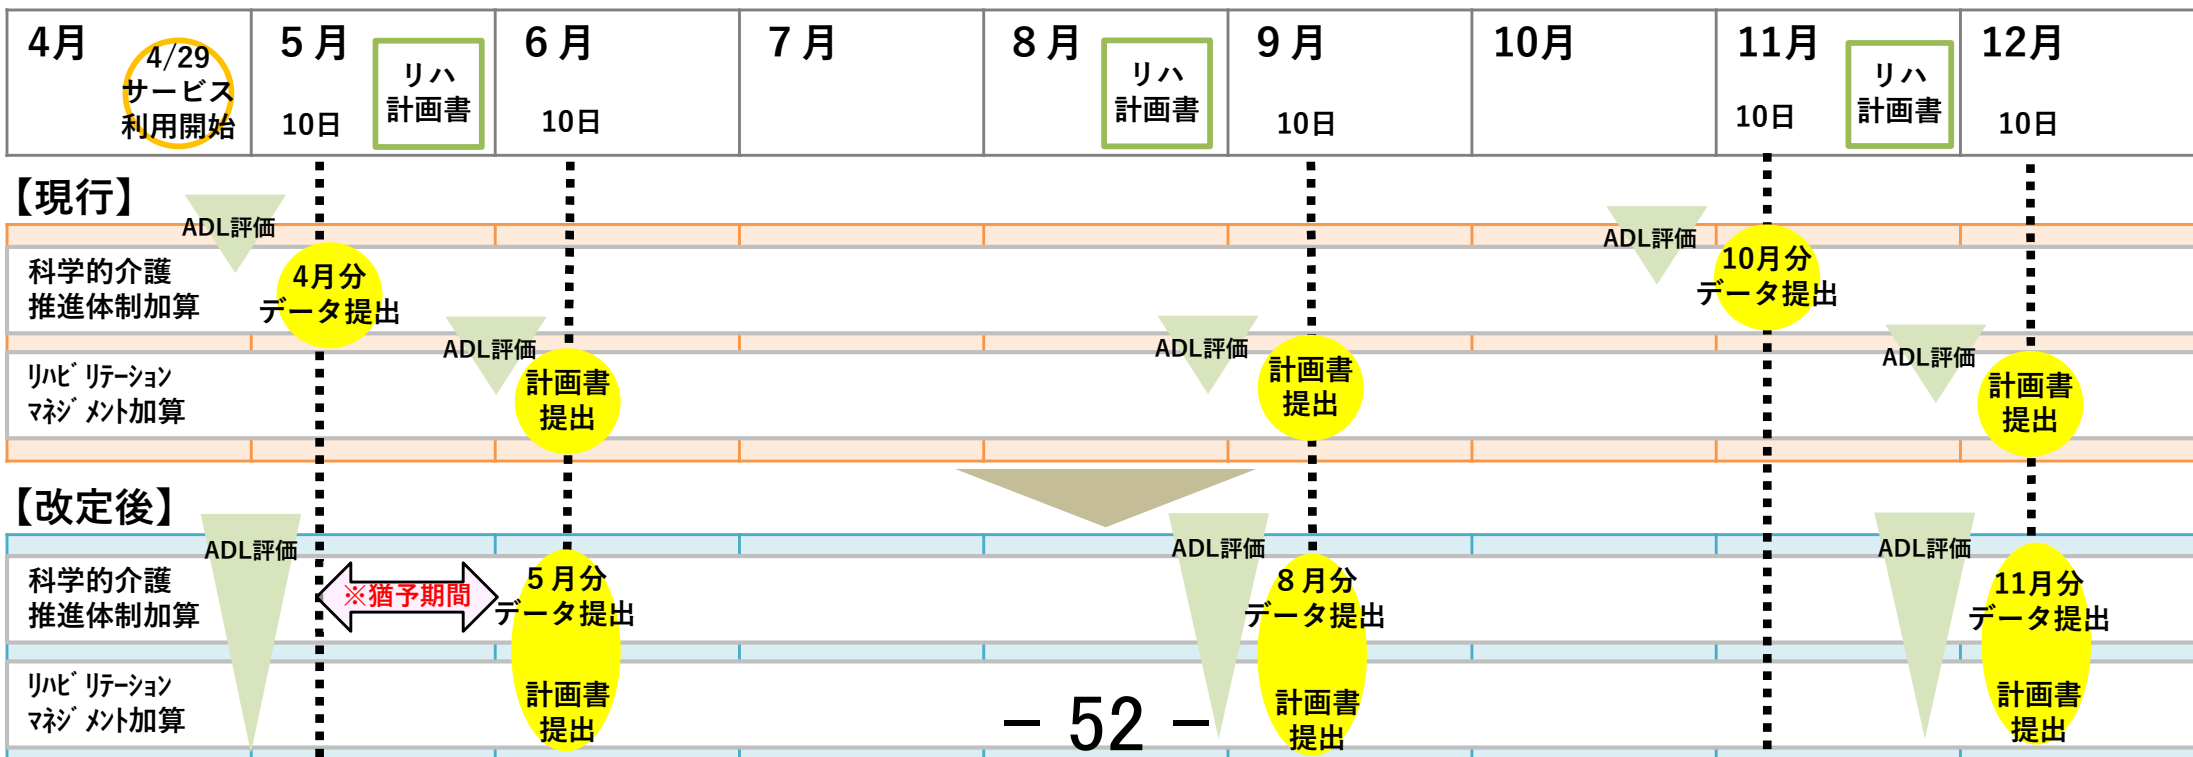 4月
4/29
サービス
利用開始
5月
10日
リハ
計画書
6月
10日
7月
8月
リハ
計画書
9月
10日
10月
11月
10日
リハ
計画書
12月
10日
【現行】
ADL評価
ADL評価
科学的介護
推進体制加算
4月分
データ提出
10月分
データ提出
ADL評価
ADL評価
ADL評価
リハビリテーション
マネジメント加算
計画書
提出
計画書
提出
計画書
提出
【改定後】
ADL評価
ADL評価
ADL評価
科学的介護
推進体制加算
※猶予期間
5月分
データ提出
8月分
データ提出
11月分
データ提出
リハビリテーション
マネジメント加算
計画書
提出
計画書
提出
計画書
提出
− 52 −